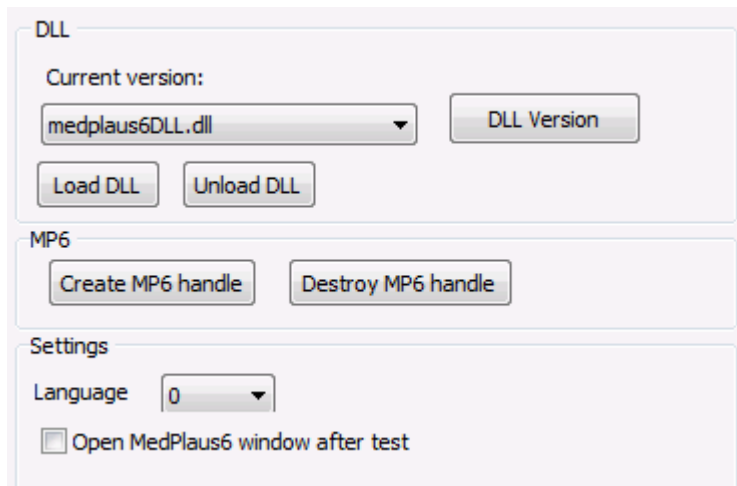 DLL
Current version:
medplaus6DLL.dll
DLL Version
Load DLL
Unload DLL
MP6
Create MP6 handle
Destroy MP6 handle
Settings
Language
0
Open MedPlaus6 window after test